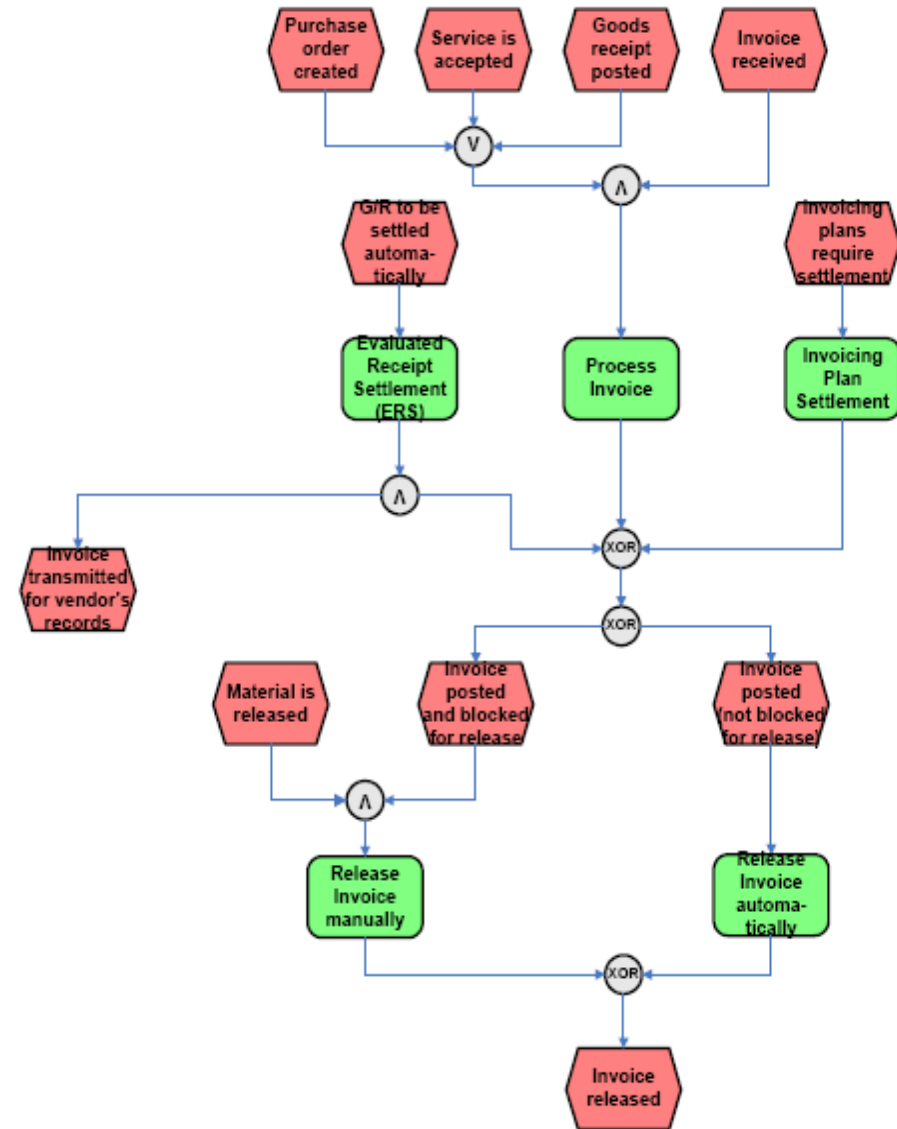 Purchase
order
created
Service is
accepted
Goods
receipt
posted
Invoice
received
V
Λ
G/R to be
settled
automa-
tically
Invoicing
plans
require
settlement
Evaluated
Receipt
Settlement
(ERS)
Process
Invoice
Invoicing
Plan
Settlement
Λ
XOR
Invoice
transmitted
for vendor's
records
XOR
Material is
released
Invoice
posted
and blocked
for release
Invoice
posted
(not blocked
for release)
Λ
Release
Invoice
manually
Release
Invoice
automa-
tically
XOR
Invoice
released